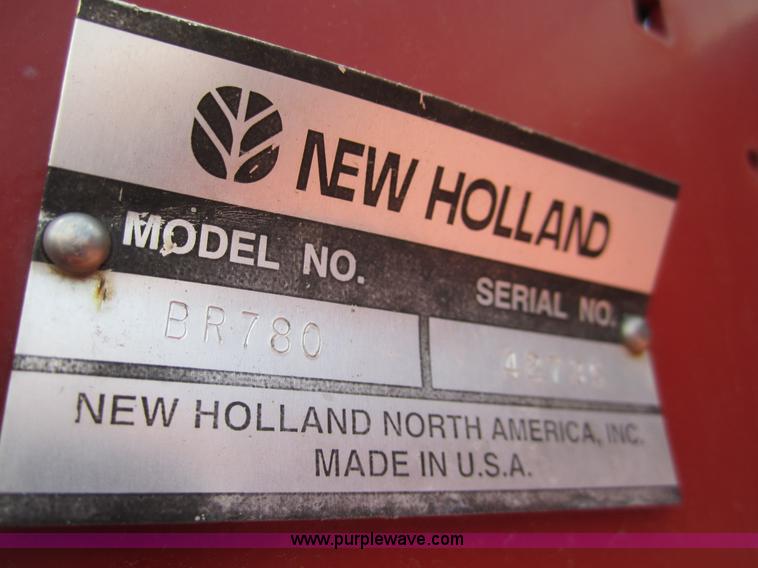 NEW HOLLAND
MODEL NO.
SERIAL NO.
BR780
NEW HOLLAND NORTH AMERICA, INC.
MADE IN U.S.A.
www.purplewave.com